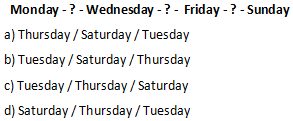 Monday - ? - Wednesday - ? - Friday - ? - Sunday
a) Thursday / Saturday / Tuesday
b) Tuesday / Saturday / Thursday
c) Tuesday / Thursday / Saturday
d) Saturday / Thursday / Tuesday